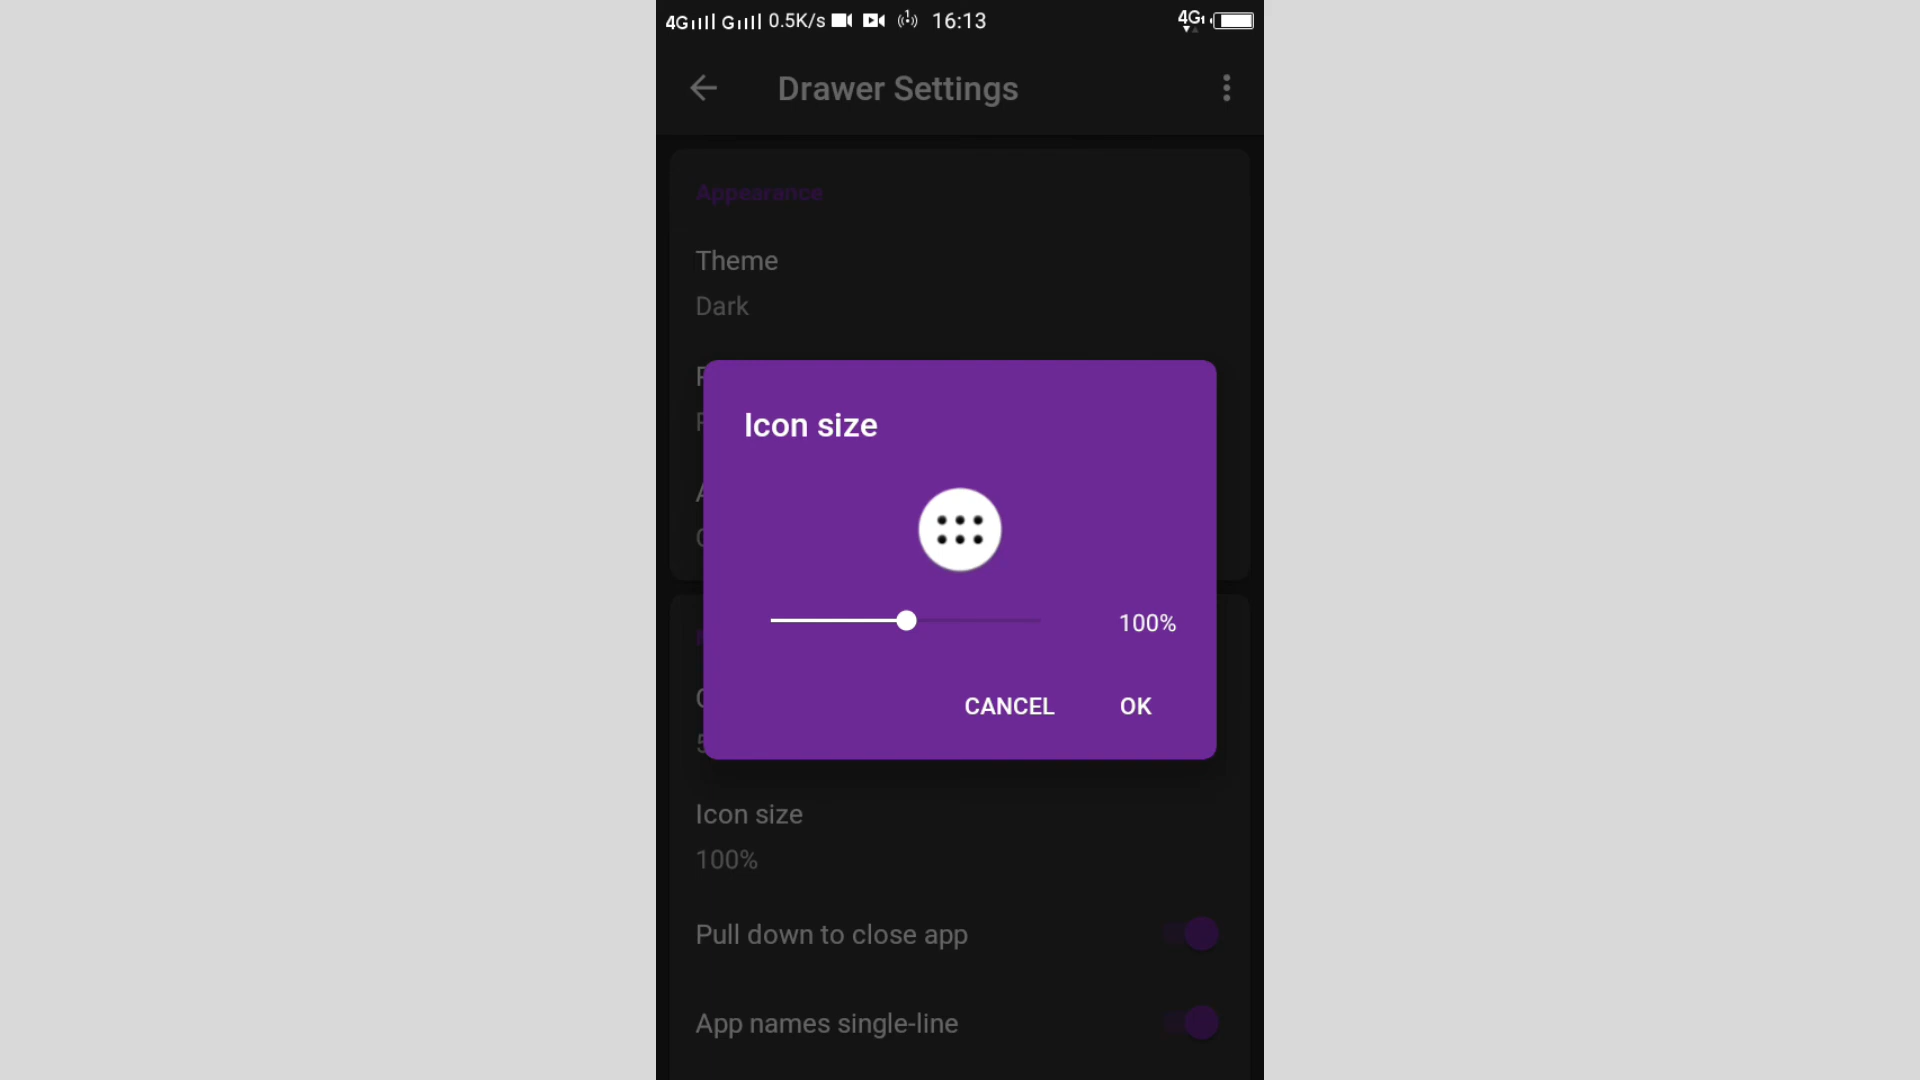 4G G 0.5K/s 1 16:13 4G
Drawer Settings
Appearance
Theme
Dark
Icon size
100%
CANCEL OK
Icon size
100%
Pull down to close app
App names single-line